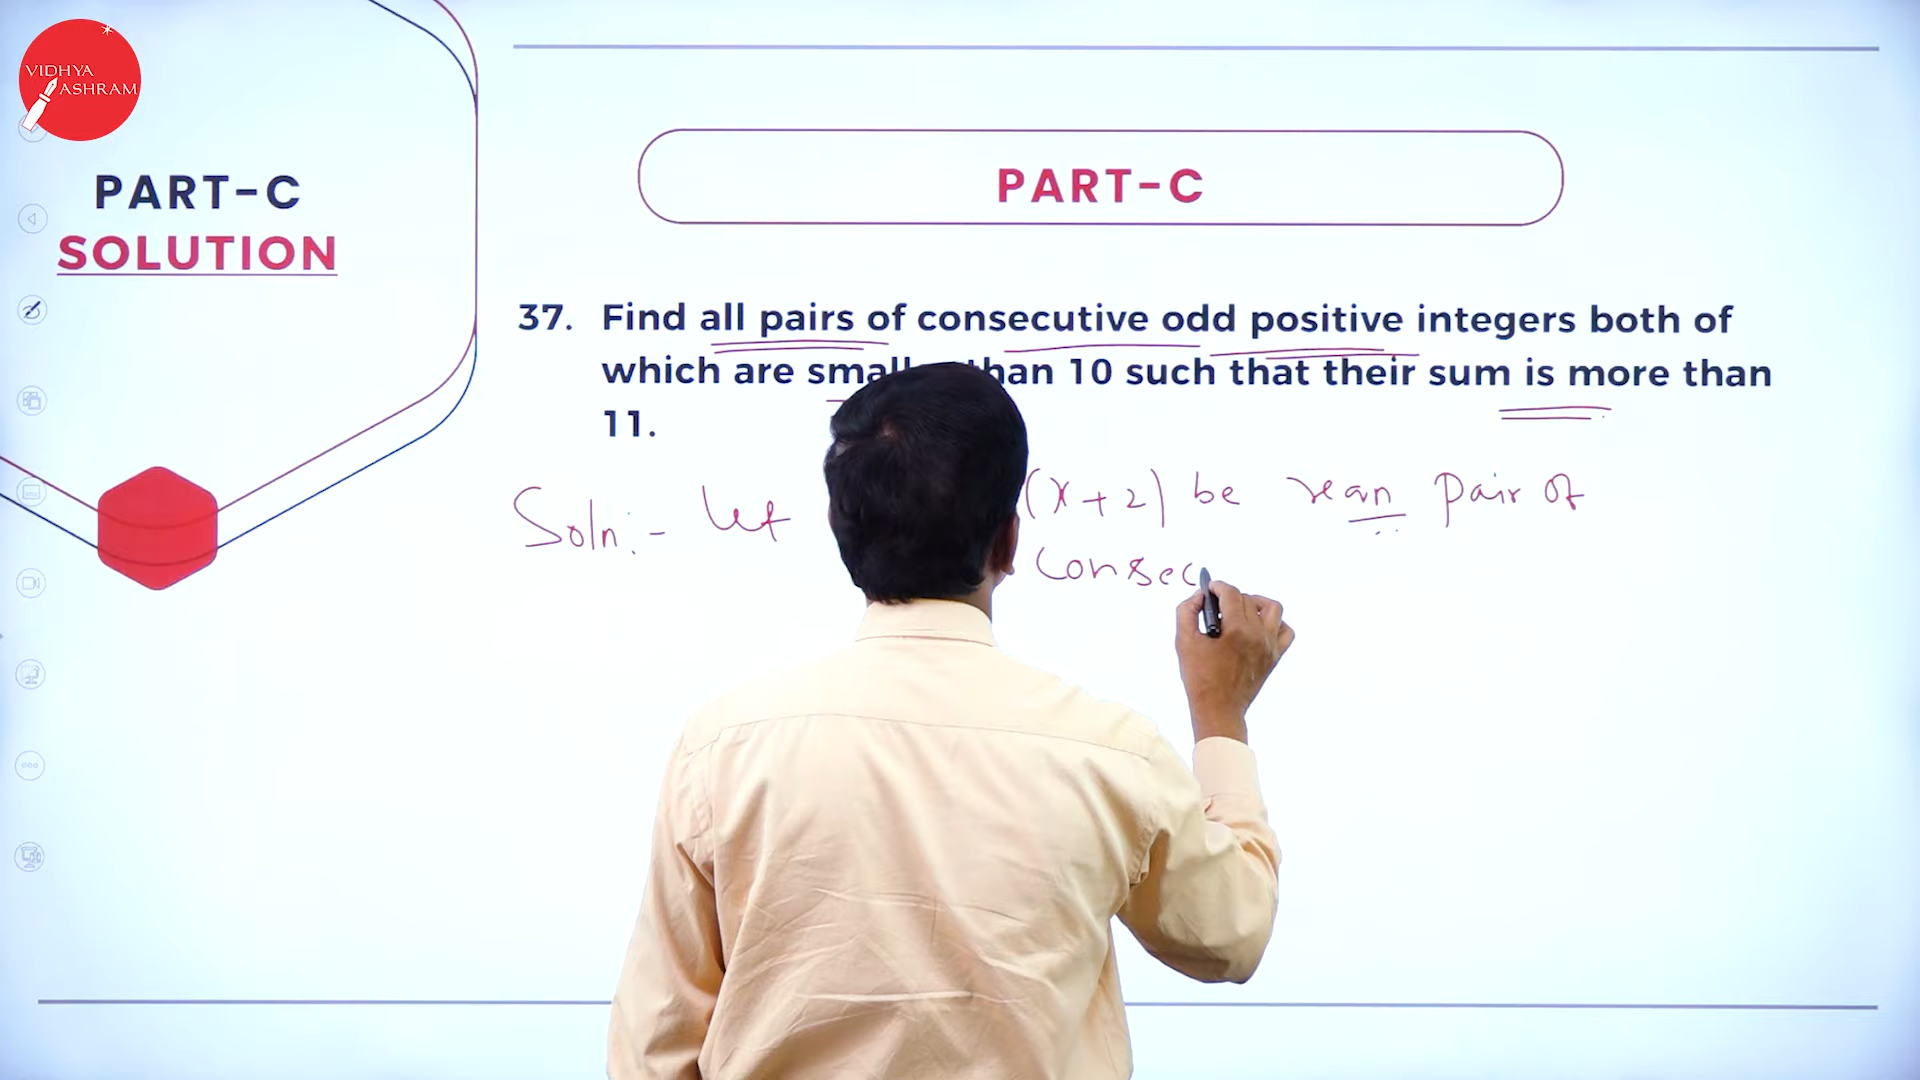 VIDHYA
ASHRAM
PART-C
SOLUTION
PART-C
37. Find all pairs of consecutive odd positive integers both of
which are than 10 such that their sum is more than
11.
Soln:- Let (x+2) be pair of
Consec